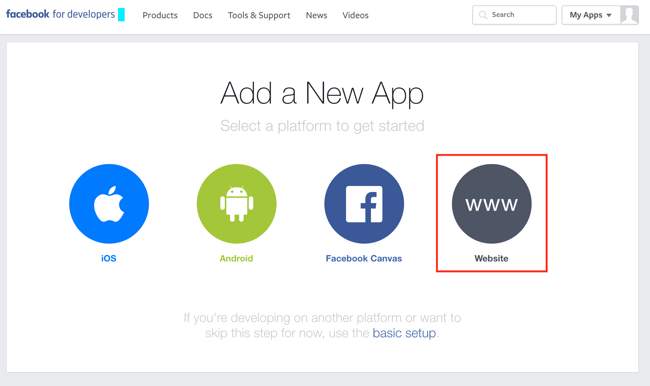 facebook for developers Products Docs Tools & Support News Videos Search My Apps
Add a New App
Select a platform to get started
www
iOS Android Facebook Canvas Website
If you're developing on another platform or want to
skip this step for now, use the basic setup.